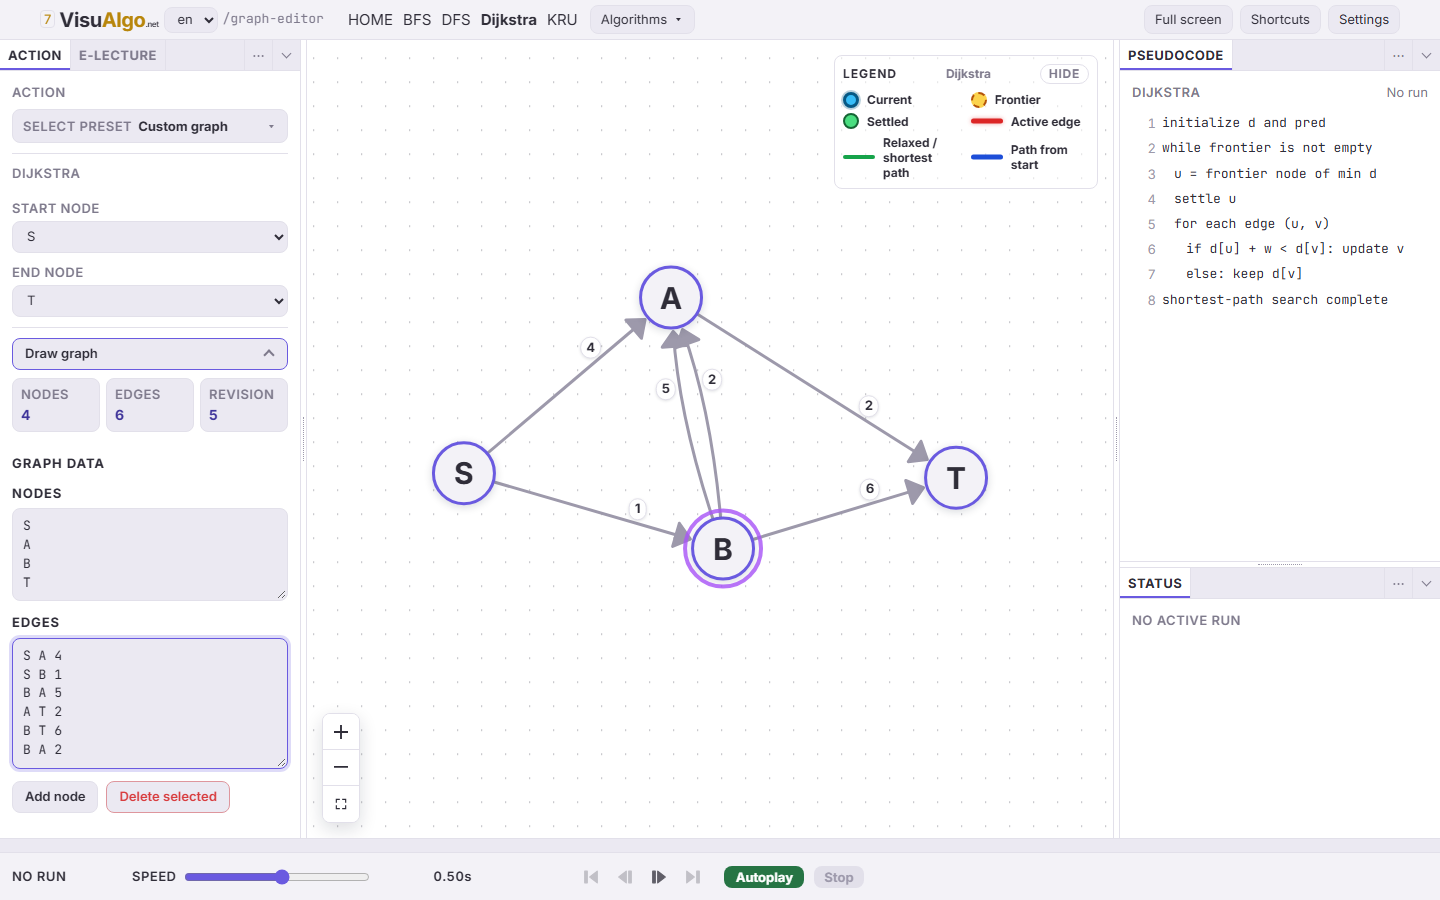 7 VisuAlgo.net en /graph-editor HOME BFS DFS Dijkstra KRU Algorithms Full screen Shortcuts Settings
ACTION E-LECTURE
ACTION
SELECT PRESET Custom graph
DIJKSTRA
START NODE
S
END NODE
T
Draw graph
NODES EDGES REVISION
4 6 5
GRAPH DATA
NODES
S
A
B
T
EDGES
S A 4
S B 1
B A 5
A T 2
B T 6
B A 2
Add node Delete selected
LEGEND Dijkstra HIDE
Current Frontier
Settled Active edge
Relaxed / shortest path
Path from start
A
4
5
2
2
S
T
1
6
B
PSEUDOCODE
DIJKSTRA No run
1 initialize d and pred
2 while frontier is not empty
3 u = frontier node of min d
4 settle u
5 for each edge (u, v)
6 if d[u] + w < d[v]: update v
7 else: keep d[v]
8 shortest-path search complete
STATUS
NO ACTIVE RUN
NO RUN SPEED 0.50s Autoplay Stop